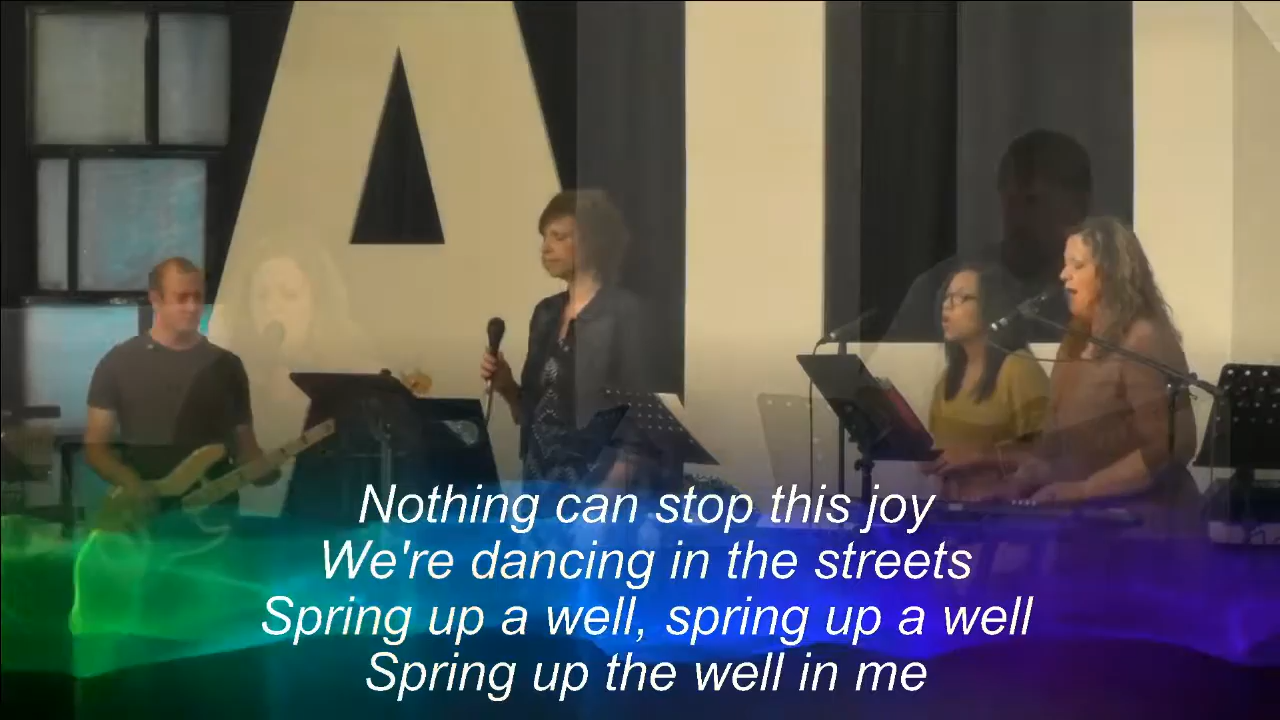 Nothing can stop this joy
We're dancing in the streets
Spring up a well, spring up a well
Spring up the well in me